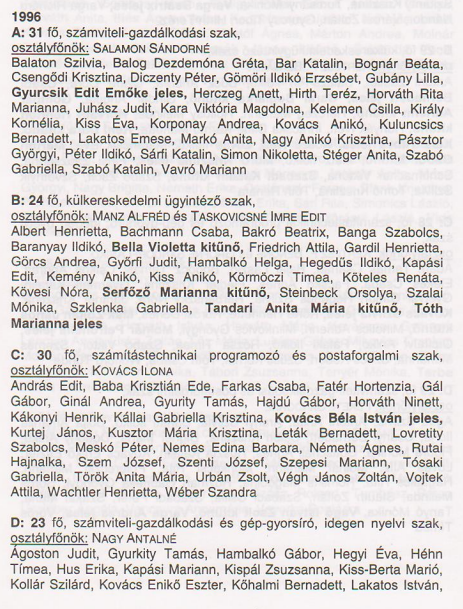 1996
A: 31 fő, számviteli-gazdálkodási szak,
osztályfőnök: SALAMON SÁNDORNÉ
Balaton Szilvia, Balog Dezdemóna Gréta, Bar Katalin, Bognár Beáta,
Csengődi Krisztina, Diczenty Péter, Gömöri Ildikó Erzsébet, Gubány Lilla,
Gyurcsik Edit Emőke jeles, Herczeg Anett, Hirth Teréz, Horváth Rita
Marianna, Juhász Judit, Kara Viktória Magdolna, Kelemen Csilla, Király
Kornélia, Kiss Éva, Korponay Andrea, Kovács Anikó, Kuluncsics
Bernadett, Lakatos Emese, Markó Anita, Nagy Anikó Krisztina, Pásztor
Györgyi, Péter Ildikó, Sárfi Katalin, Simon Nikoletta, Stéger Anita, Szabó
Gabriella, Szabó Katalin, Vavró Mariann
B: 24 fő, külkereskedelmi ügyintéző szak,
osztályfőnök: MANZ ALFRÉD és TASKOVICSNÉ IMRE EDIT
Albert Henrietta, Bachmann Csaba, Bakró Beatrix, Banga Szabolcs,
Baranyay Ildikó, Bella Violetta kitűnő, Friedrich Attila, Gardil Henrietta,
Görcs Andrea, Győrfi Judit, Hambalkó Helga, Hegedűs Ildikó, Kapási
Edit, Kemény Anikó, Kiss Anikó, Körmöczi Tímea, Köteles Renáta,
Kövesi Nóra, Serfőző Marianna kitűnő, Steinbeck Orsolya, Szalai
Mónika, Szklenka Gabriella, Tandari Anita Mária kitűnő, Tóth
Marianna jeles
C: 30 fő, számítástechnikai programozó és postaforgalmi szak,
osztályfőnök: KOVÁCS ILONA
András Edit, Baba Krisztián Ede, Farkas Csaba, Fatér Hortenzia, Gál
Gábor, Ginál Andrea, Gyurity Tamás, Hajdú Gábor, Horváth Ninett,
Kákonyi Henrik, Kállai Gabriella Krisztina, Kovács Béla István jeles,
Kurtej János, Kusztor Mária Krisztina, Leták Bernadett, Lovretity
Szabolcs, Meskó Péter, Nemes Edina Barbara, Németh Ágnes, Rutai
Hajnalka, Szem József, Szenti József, Szepesi Mariann, Tósaki
Gabriella, Török Anita Mária, Urbán Zsolt, Végh János Zoltán, Vojtek
Attila, Wachtler Henrietta, Wéber Szandra
D: 23 fő, számviteli-gazdálkodási és gép-gyorsíró, idegen nyelvi szak,
osztályfőnök: NAGY ANTALNÉ
Ágoston Judit, Gyurkity Tamás, Hambalkó Gábor, Hegyi Éva, Héhn
Tímea, Hus Erika, Kapási Mariann, Kispál Zsuzsanna, Kiss-Berta Marió,
Kollár Szilárd, Kovács Enikő Eszter, Kőhalmi Bernadett, Lakatos István,